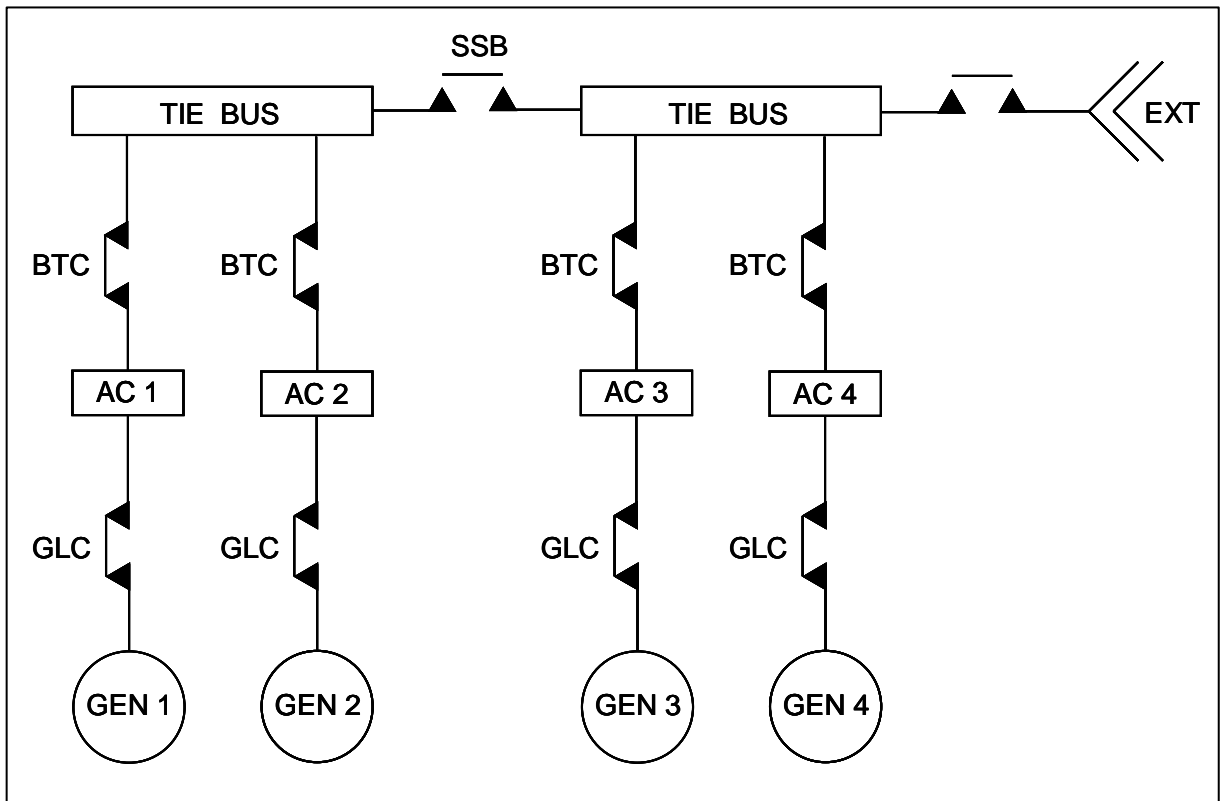 SSB
TIE BUS TIE BUS EXT
BTC BTC BTC BTC
AC 1 AC 2 AC 3 AC 4
GLC GLC GLC GLC
GEN 1 GEN 2 GEN 3 GEN 4